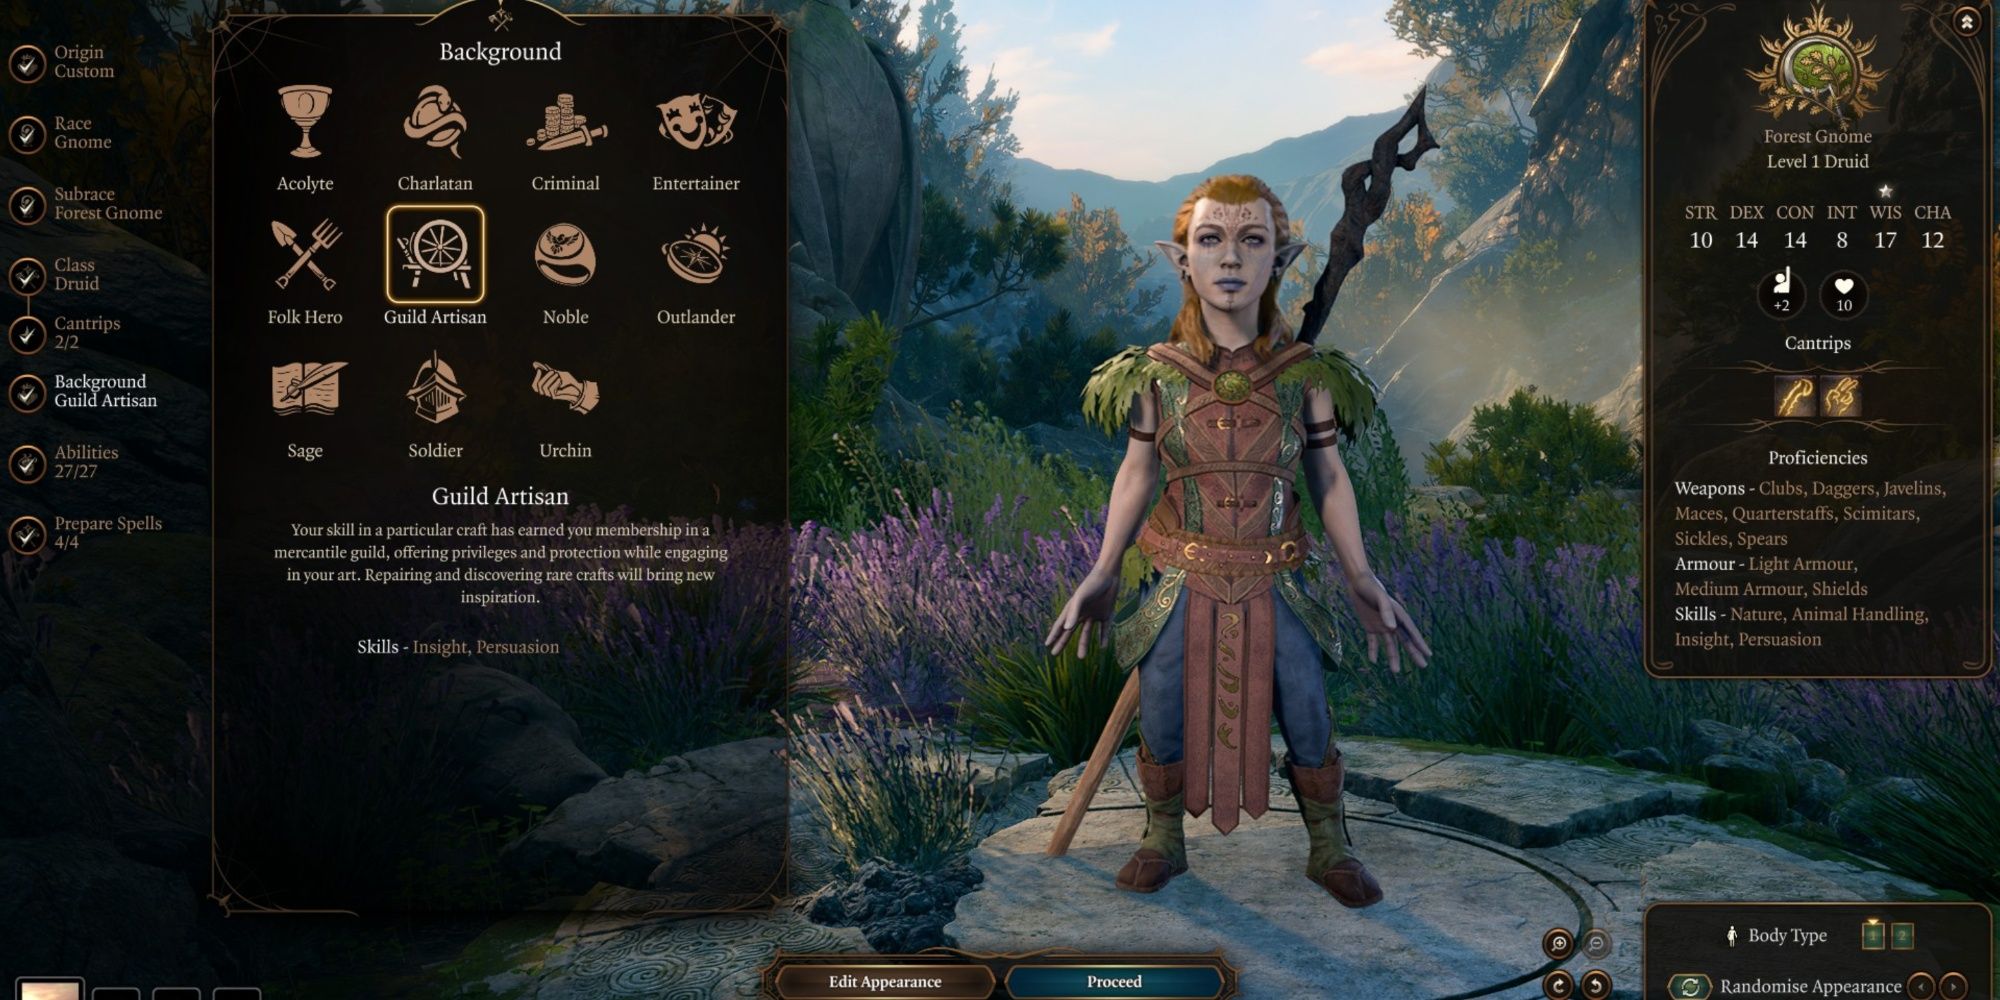 Origin
Custom
Race
Gnome
Subrace
Forest Gnome
Class
Druid
Cantrips
2/2
Background
Guild Artisan
Abilities
27/27
Prepare Spells
4/4
Background
Acolyte
Charlatan
Criminal
Entertainer
Folk Hero
Guild Artisan
Noble
Outlander
Sage
Soldier
Urchin
Guild Artisan
Your skill in a particular craft has earned you membership in a
mercantile guild, offering privileges and protection while engaging
in your art. Repairing and discovering rare crafts will bring new
inspiration.
Skills - Insight, Persuasion
Edit Appearance
Proceed
Forest Gnome
Level 1 Druid
STR DEX CON INT WIS CHA
10 14 14 8 17 12
+2 10
Cantrips
Proficiencies
Weapons - Clubs, Daggers, Javelins,
Maces, Quarterstaffs, Scimitars,
Sickles, Spears
Armour - Light Armour,
Medium Armour, Shields
Skills - Nature, Animal Handling,
Insight, Persuasion
Body Type 1 2
Randomise Appearance